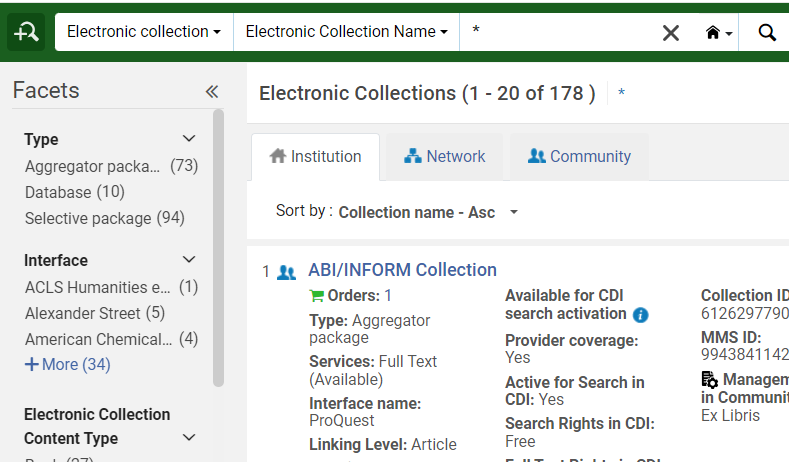 Electronic collection
Electronic Collection Name
*
Facets
Type
Aggregator packa... (73)
Database (10)
Selective package (94)
Interface
ACLS Humanities e... (1)
Alexander Street (5)
American Chemical... (4)
+More (34)
Electronic Collection
Content Type
Electronic Collections (1 - 20 of 178 ) *
Institution
Network
Community
Sort by : Collection name - Asc
1 ABI/INFORM Collection
Orders: 1
Type: Aggregator
package
Services: Full Text
(Available)
Interface name:
ProQuest
Linking Level: Article
Available for CDI
search activation
Provider coverage:
Yes
Active for Search in
CDI: Yes
Search Rights in CDI:
Free
Collection ID
6126297790
MMS ID:
9943841142
Managem
in Communit
Ex Libris